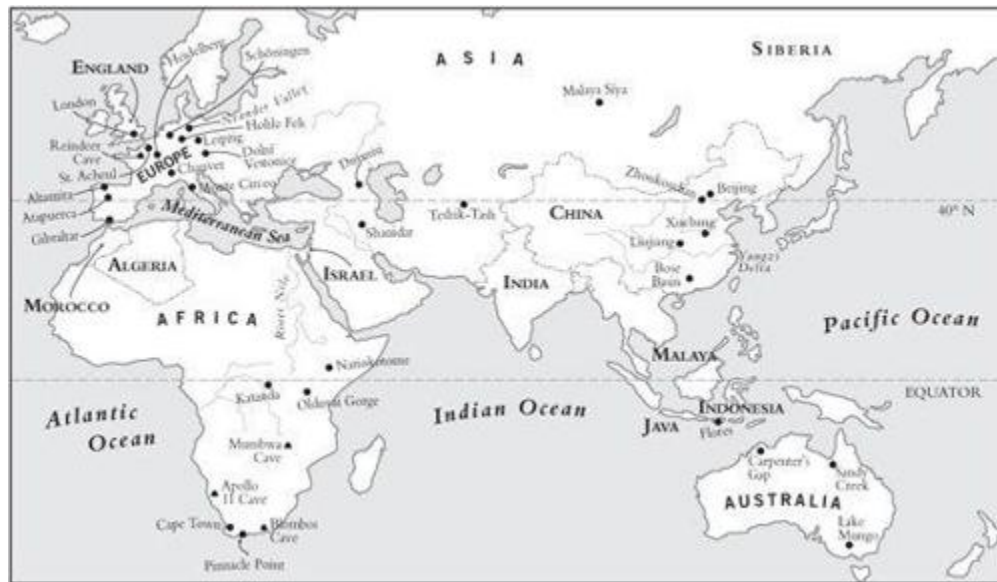 SIBERIA
ASIA
Heidelberg
Schöningen
ENGLAND
Malaya Siya
London
Neander Valley
Hohle Fels
Reindeer
Cave
Leipzig
Dolní
Vestonice
EUROPE
St. Acheul
Chauvet
Altamira
Monte Circeo
Dmanisi
Zhoukoudian
Beijing
Atapuerca
Teshik-Tash
CHINA
40° N
Xuchang
Gibraltar
Mediterranean Sea
Shanidar
Liujiang
Yangzi
Delta
ALGERIA
ISRAEL
INDIA
Bose
Basin
MOROCCO
AFRICA
River Nile
Pacific Ocean
Nariokotome
MALAYA
Katanda
EQUATOR
Olduvai Gorge
Atlantic
Ocean
Indian Ocean
INDONESIA
JAVA
Flores
Mumbwa
Cave
Carpenter's
Gap
Sandy
Creek
Apollo
11 Cave
AUSTRALIA
Cape Town
Blombos
Cave
Lake
Mungo
Pinnacle Point